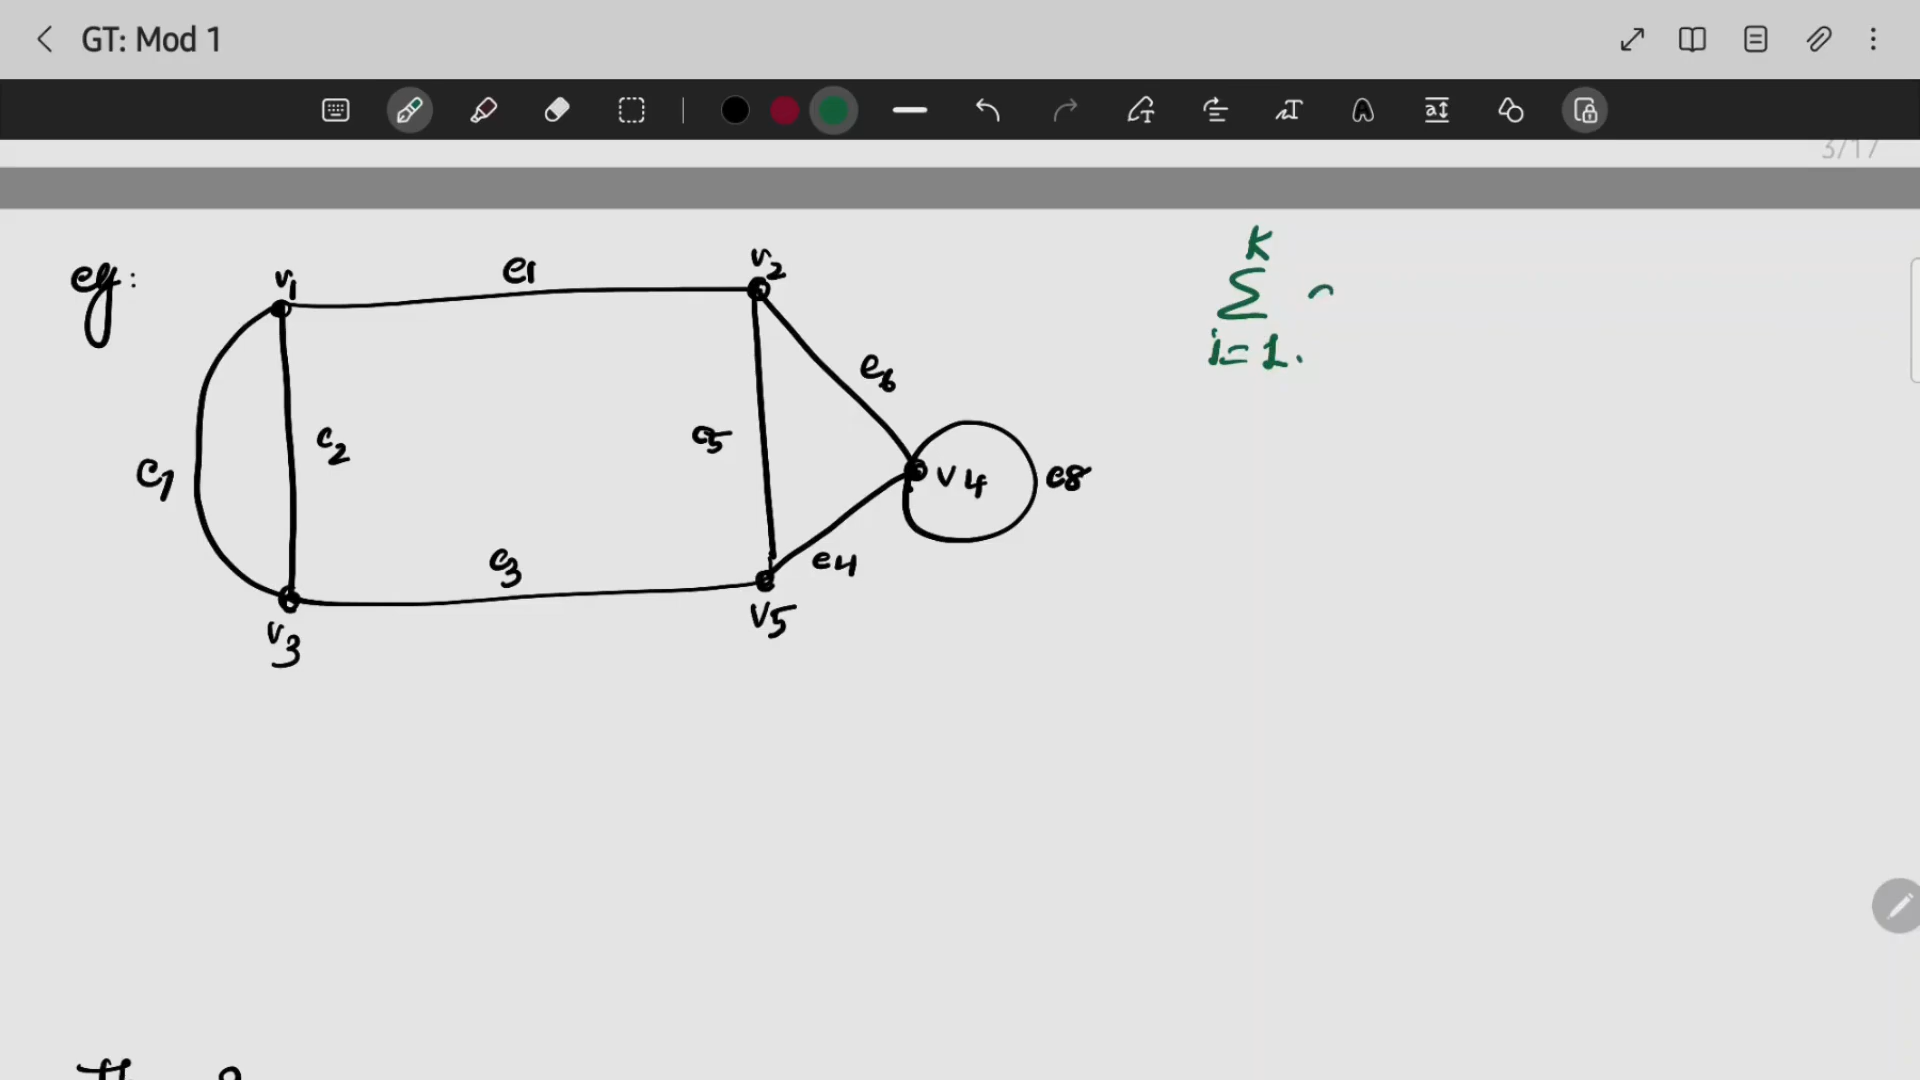 GT: Mod 1
3/17
eg:
v1
e1
v2
K
Σ
i=1.
e6
e2
e5
e7
v4
e8
e3
e4
v3
v5